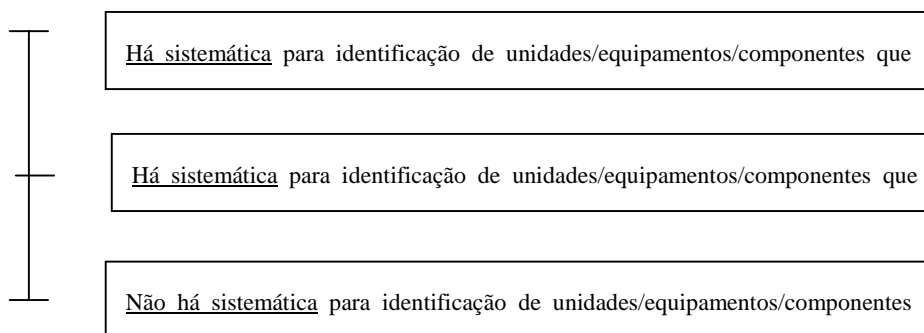 Há sistemática para identificação de unidades/equipamentos/componentes que
Há sistemática para identificação de unidades/equipamentos/componentes que
Não há sistemática para identificação de unidades/equipamentos/componentes